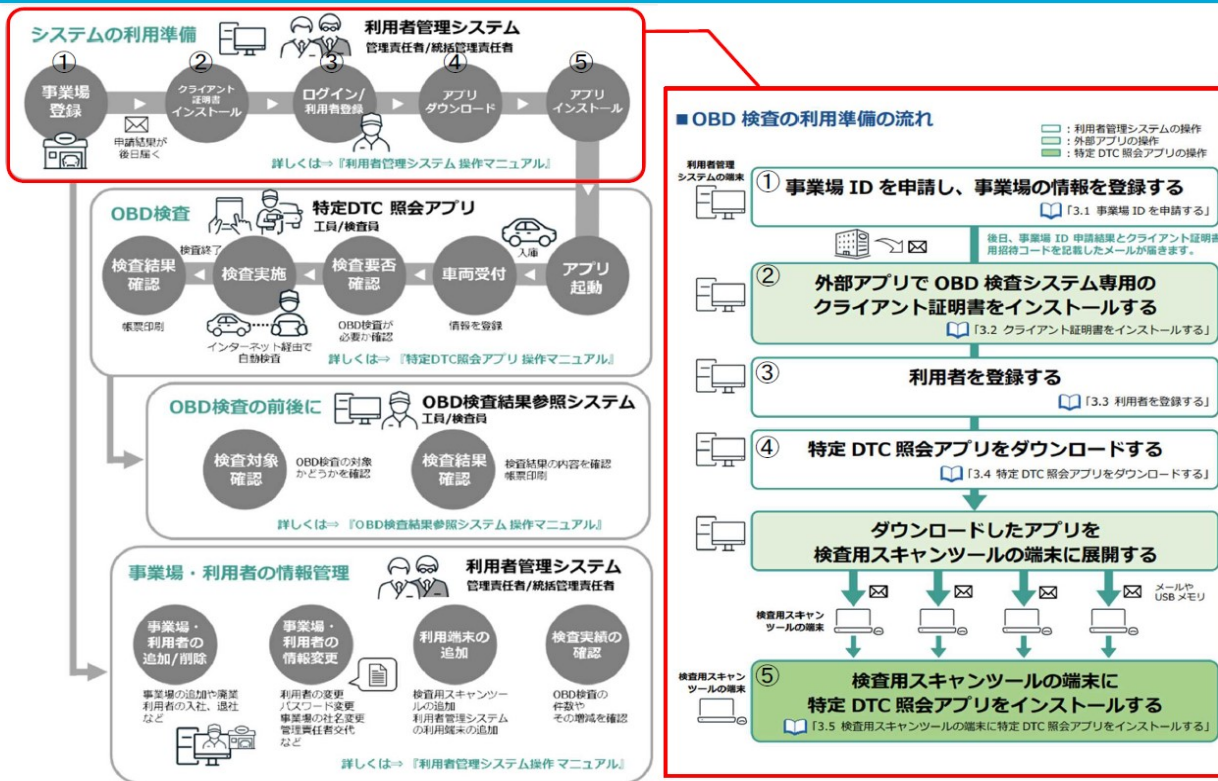 システムの利用準備
利用者管理システム
管理責任者/統括管理責任者
①
事業場
登録
②
クライアント
証明書
インストール
③
ログイン/
利用者登録
④
アプリ
ダウンロード
⑤
アプリ
インストール
申請結果が
後日届く
詳しくは⇒『利用者管理システム 操作マニュアル』
OBD検査
特定DTC 照会アプリ
工員/検査員
入庫
検査終了
検査結果
確認
検査実施
検査要否
確認
車両受付
アプリ
起動
帳票印刷
インターネット経由で
自動検査
OBD検査が
必要か確認
情報を登録
詳しくは⇒『特定DTC照会アプリ 操作マニュアル』
OBD検査の前後に
OBD検査結果参照システム
工員/検査員
検査対象
確認
OBD検査の対象
かどうかを確認
検査結果
確認
検査結果の内容を確認
帳票印刷
詳しくは⇒『OBD検査結果参照システム 操作マニュアル』
事業場・利用者の情報管理
利用者管理システム
管理責任者/統括管理責任者
事業場・
利用者の
追加/削除
事業場・
利用者の
情報変更
利用端末の
追加
検査実績の
確認
事業場の追加や廃業
利用者の入社、退社
など
利用者の変更
パスワード変更
事業場の社名変更
管理責任者交代
など
検査用スキャンツー
ルの追加
利用者管理システム
の利用端末の追加
OBD検査の
件数や
その増減を確認
詳しくは⇒『利用者管理システム操作 マニュアル』
■OBD 検査の利用準備の流れ
：利用者管理システムの操作
：外部アプリの操作
：特定 DTC 照会アプリの操作
利用者管理
システムの端末
① 事業場 ID を申請し、事業場の情報を登録する
「3.1 事業場 ID を申請する」
後日、事業場 ID 申請結果とクライアント証明書
用招待コードを記載したメールが届きます。
② 外部アプリで OBD 検査システム専用の
クライアント証明書をインストールする
「3.2 クライアント証明書をインストールする」
③ 利用者を登録する
「3.3 利用者を登録する」
④ 特定 DTC 照会アプリをダウンロードする
「3.4 特定 DTC 照会アプリをダウンロードする」
ダウンロードしたアプリを
検査用スキャンツールの端末に展開する
メールや
USB メモリ
検査用スキャン
ツールの端末
検査用スキャン
ツールの端末
⑤ 検査用スキャンツールの端末に
特定 DTC 照会アプリをインストールする
「3.5 検査用スキャンツールの端末に特定 DTC 照会アプリをインストールする」